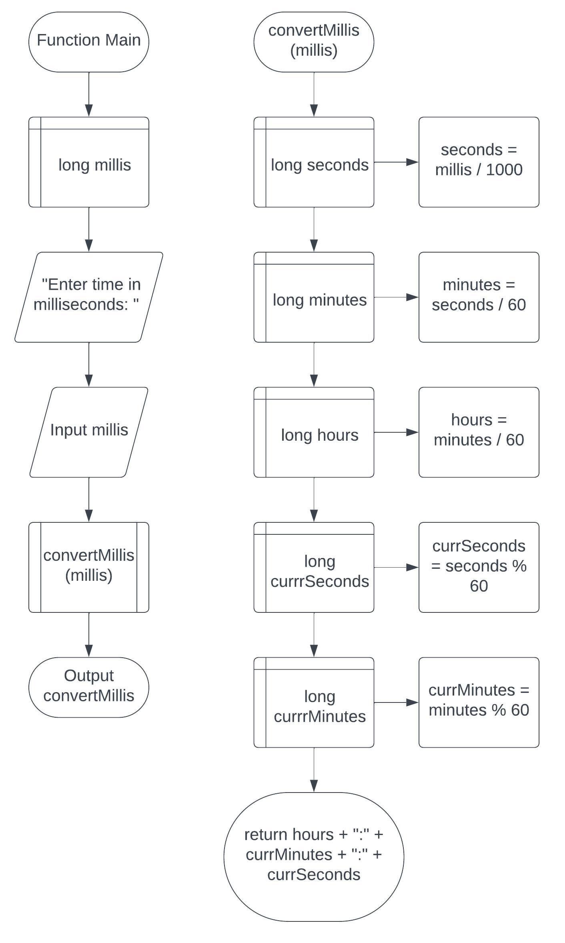 Function Main
long millis
"Enter time in
milliseconds: "
Input millis
convertMillis
(millis)
Output
convertMillis
convertMillis
(millis)
long seconds
seconds =
millis / 1000
long minutes
minutes =
seconds / 60
long hours
hours =
minutes / 60
long
currrSeconds
currSeconds
= seconds %
60
long
currrMinutes
currMinutes =
minutes % 60
return hours + ":" +
currMinutes + ":" +
currSeconds